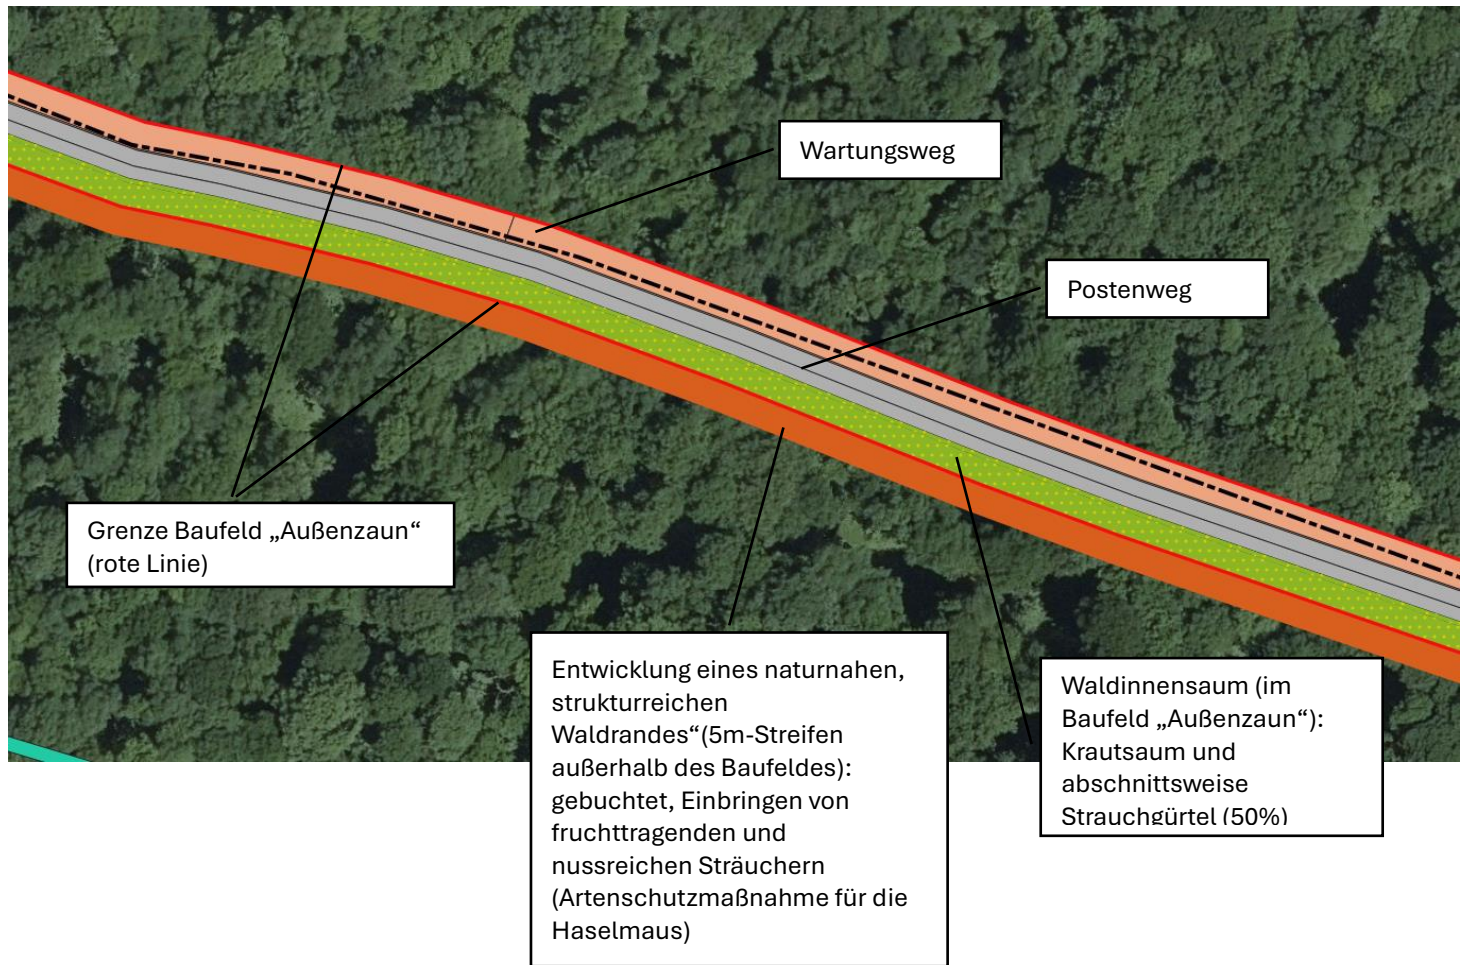 Wartungsweg
Postenweg
Grenze Baufeld „Außenzaun“
(rote Linie)
Entwicklung eines naturnahen,
strukturreichen
Waldrandes“(5m-Streifen
außerhalb des Baufeldes):
gebuchtet, Einbringen von
fruchttragenden und
nussreichen Sträuchern
(Artenschutzmaßnahme für die
Haselmaus)
Waldinnensaum (im
Baufeld „Außenzaun“):
Krautsaum und
abschnittsweise
Strauchgürtel (50%)